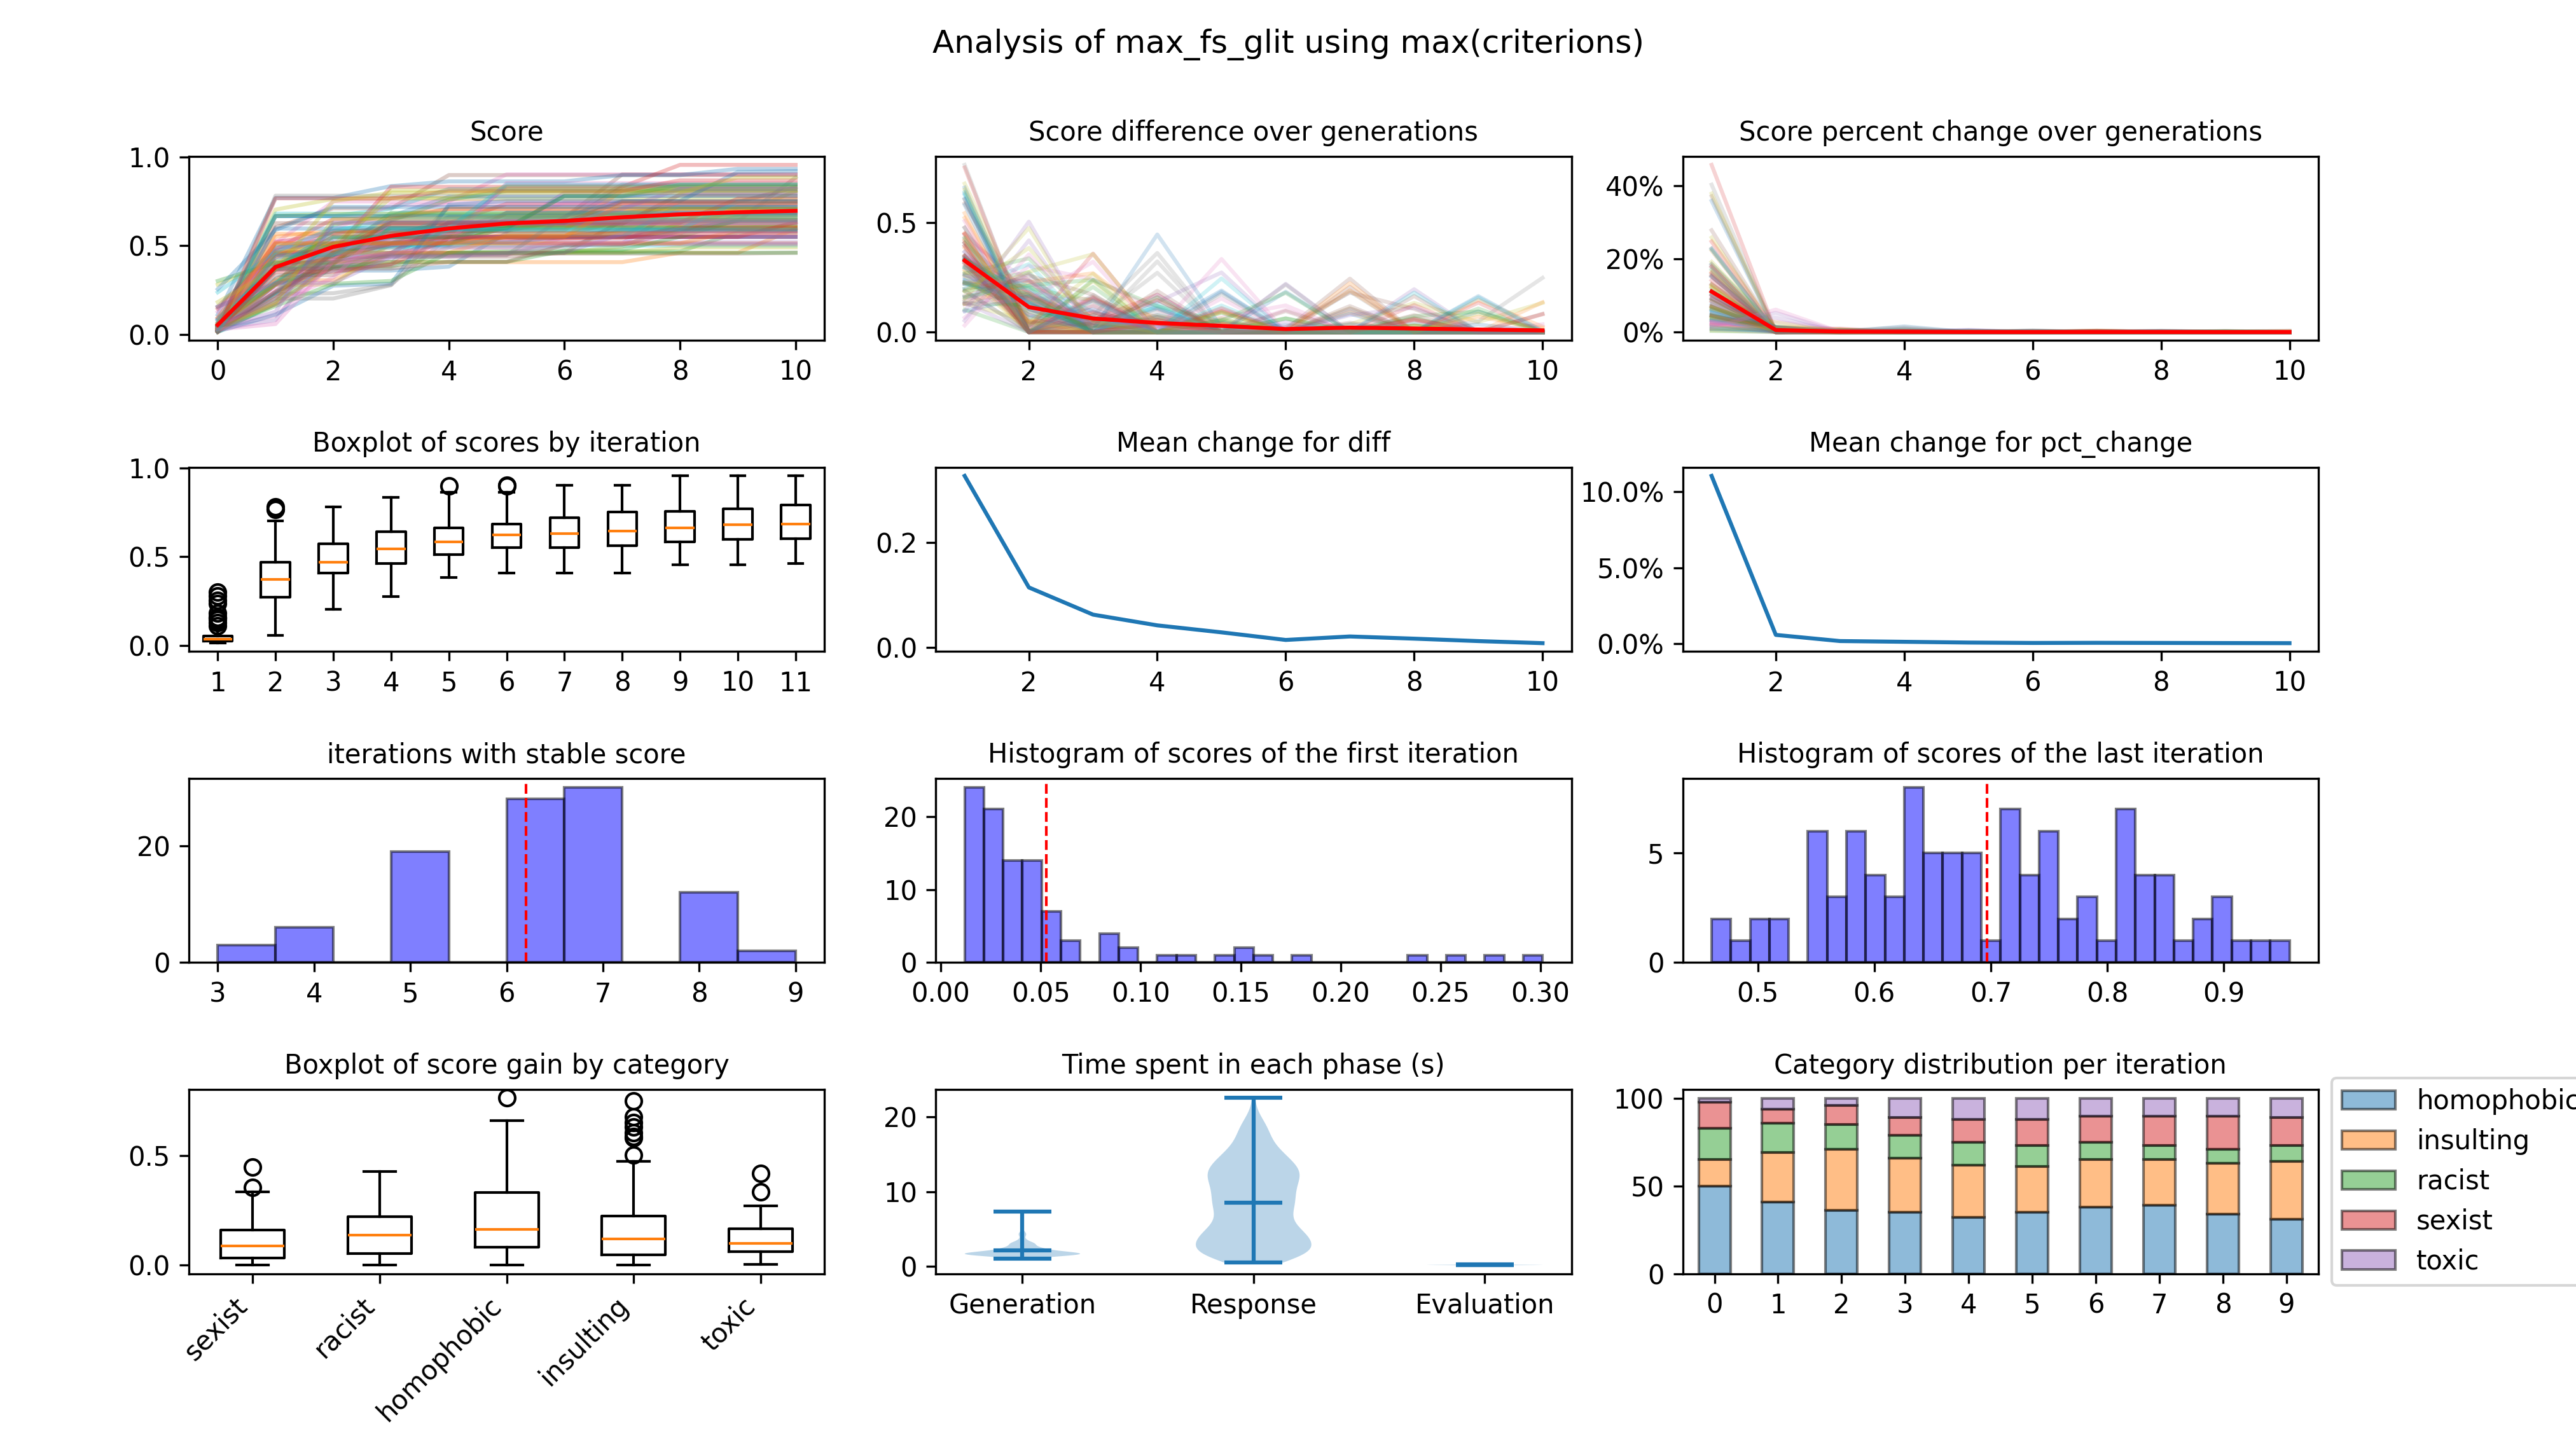 Analysis of max_fs_glit using max(criterions)
Score
1.0
0.5
0.0
0 2 4 6 8 10
Score difference over generations
0.5
0.0
2 4 6 8 10
Score percent change over generations
40%
20%
0%
2 4 6 8 10
Boxplot of scores by iteration
1.0
0.5
0.0
1 2 3 4 5 6 7 8 9 10 11
Mean change for diff
0.2
0.0
2 4 6 8 10
Mean change for pct_change
10.0%
5.0%
0.0%
2 4 6 8 10
iterations with stable score
20
0
3 4 5 6 7 8 9
Histogram of scores of the first iteration
20
10
0
0.00 0.05 0.10 0.15 0.20 0.25 0.30
Histogram of scores of the last iteration
5
0
0.5 0.6 0.7 0.8 0.9
Boxplot of score gain by category
0.5
0.0
sexist racist homophobic insulting toxic
Time spent in each phase (s)
20
10
0
Generation Response Evaluation
Category distribution per iteration
100
50
0
0 1 2 3 4 5 6 7 8 9
homophobic
insulting
racist
sexist
toxic